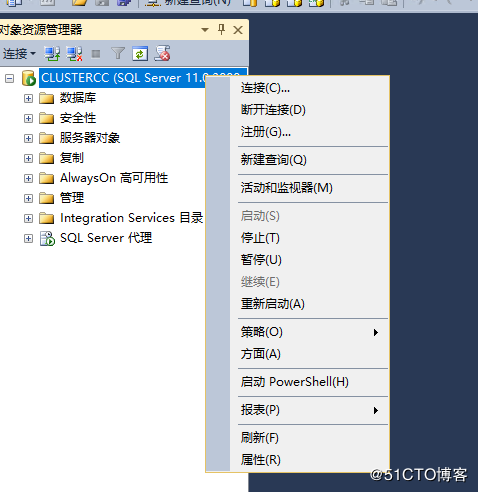 新建查询(N)
对象资源管理器
连接
CLUSTERCC (SQL Server 11.0
数据库
安全性
服务器对象
复制
AlwaysOn 高可用性
管理
Integration Services 目录
SQL Server 代理
连接(C)...
断开连接(D)
注册(G)...
新建查询(Q)
活动和监视器(M)
启动(S)
停止(T)
暂停(U)
继续(E)
重新启动(A)
策略(O)
方面(A)
启动 PowerShell(H)
报表(P)
刷新(F)
属性(R)
@51CTO博客